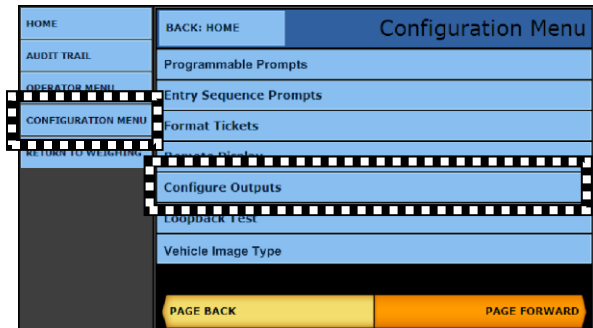 HOME
AUDIT TRAIL
OPERATOR MENU
CONFIGURATION MENU
RETURN TO WEIGHING
BACK: HOME
Configuration Menu
Programmable Prompts
Entry Sequence Prompts
Format Tickets
Remote Display
Configure Outputs
Loopback Test
Vehicle Image Type
PAGE BACK
PAGE FORWARD